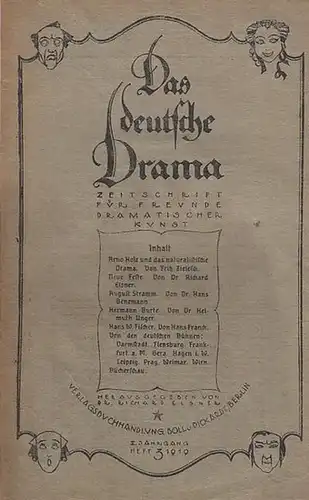 Das
deutsche
Drama
ZEITSCHRIFT
FÜR FREUNDE
DRAMATISCHER
KUNST
Inhalt
Arno Holz und das naturalistische
Drama. Von Fritz
Neue Feste. Von Dr. Richard
Elsner.
August Stramm. Von Dr. Hans
Benzmann.
Hermann Burte. Von Dr. Hel-
muth Unger.
Hans W. Fischer. Von Hans Franck.
Von den deutschen Bühnen:
Darmstadt. Flensburg. Frank-
furt a. M. Gera. Hagen i. W.
Leipzig. Prag. Weimar. Wien.
Bücherschau.
HERAUSGEGEBEN VON
DR. RICHARD ELSNER
VERLAGSBUCHHANDLUNG DOLL U. DICKAS DT. BERLIN
2. JAHRGANG
HEFT 3 1919